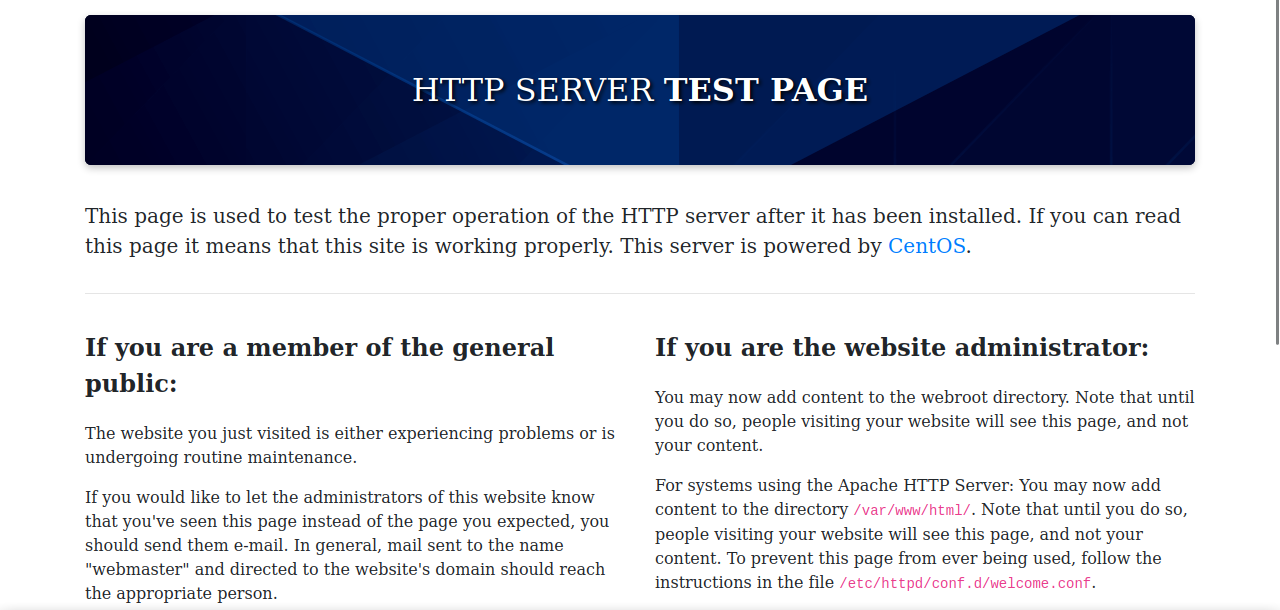 HTTP SERVER TEST PAGE
This page is used to test the proper operation of the HTTP server after it has been installed. If you can read
this page it means that this site is working properly. This server is powered by CentOS.
If you are a member of the general
public:
The website you just visited is either experiencing problems or is
undergoing routine maintenance.
If you would like to let the administrators of this website know
that you've seen this page instead of the page you expected, you
should send them e-mail. In general, mail sent to the name
"webmaster" and directed to the website's domain should reach
the appropriate person.
If you are the website administrator:
You may now add content to the webroot directory. Note that until
you do so, people visiting your website will see this page, and not
your content.
For systems using the Apache HTTP Server: You may now add
content to the directory /var/www/html/. Note that until you do so,
people visiting your website will see this page, and not your
content. To prevent this page from ever being used, follow the
instructions in the file /etc/httpd/conf.d/welcome.conf.